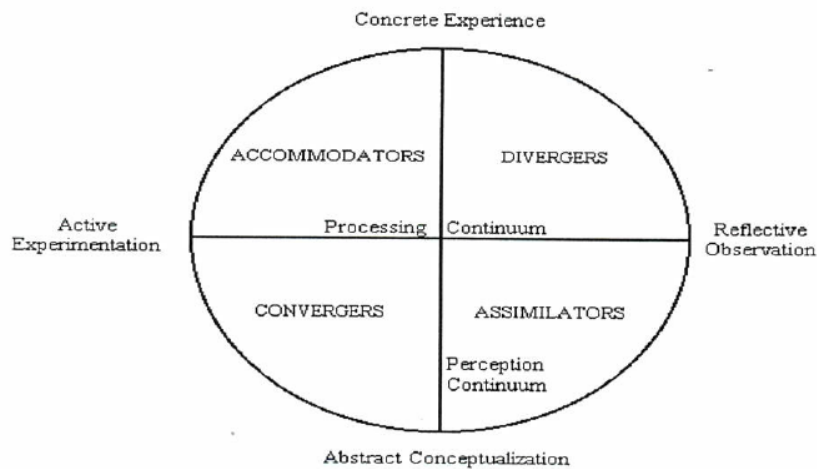 Concrete Experience
ACCOMMODATORS
DIVERGERS
Active
Experimentation
Processing
Continuum
Reflective
Observation
CONVERGERS
ASSIMILATORS
Perception
Continuum
Abstract Conceptualization